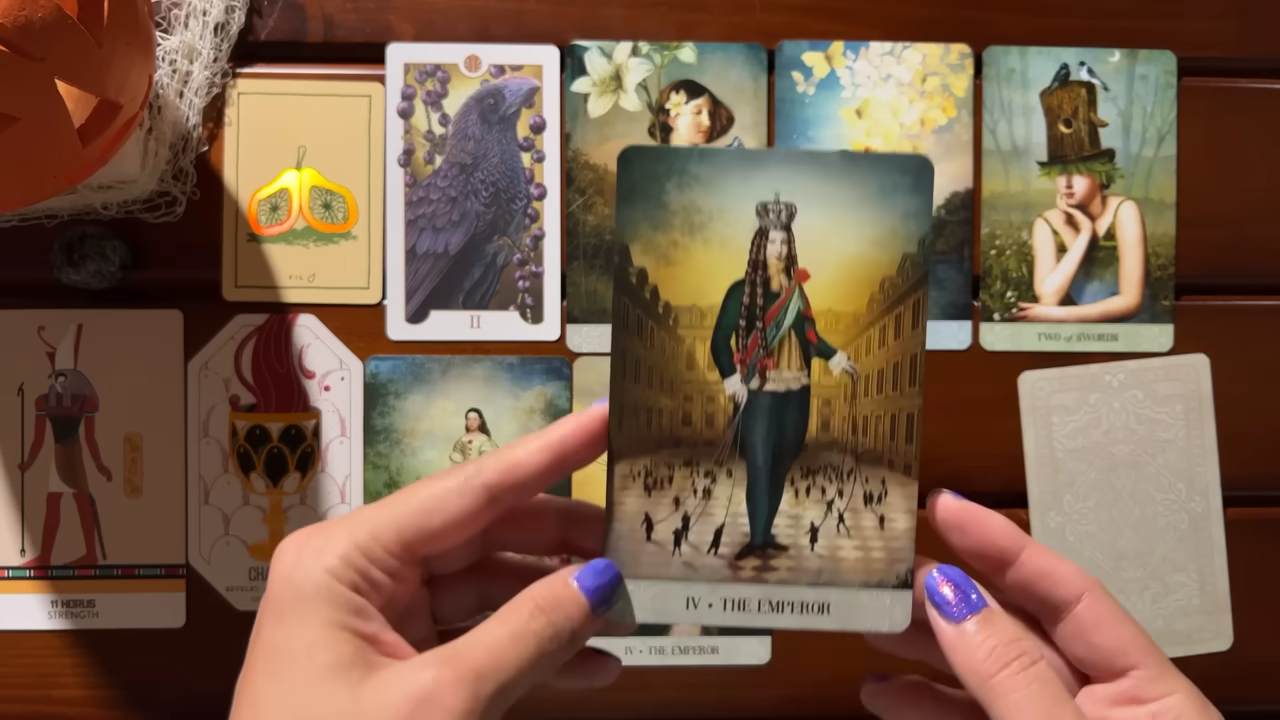 II
TWO of SWORDS
IV • THE EMPEROR
IV • THE EMPEROR
11 HORUS
STRENGTH